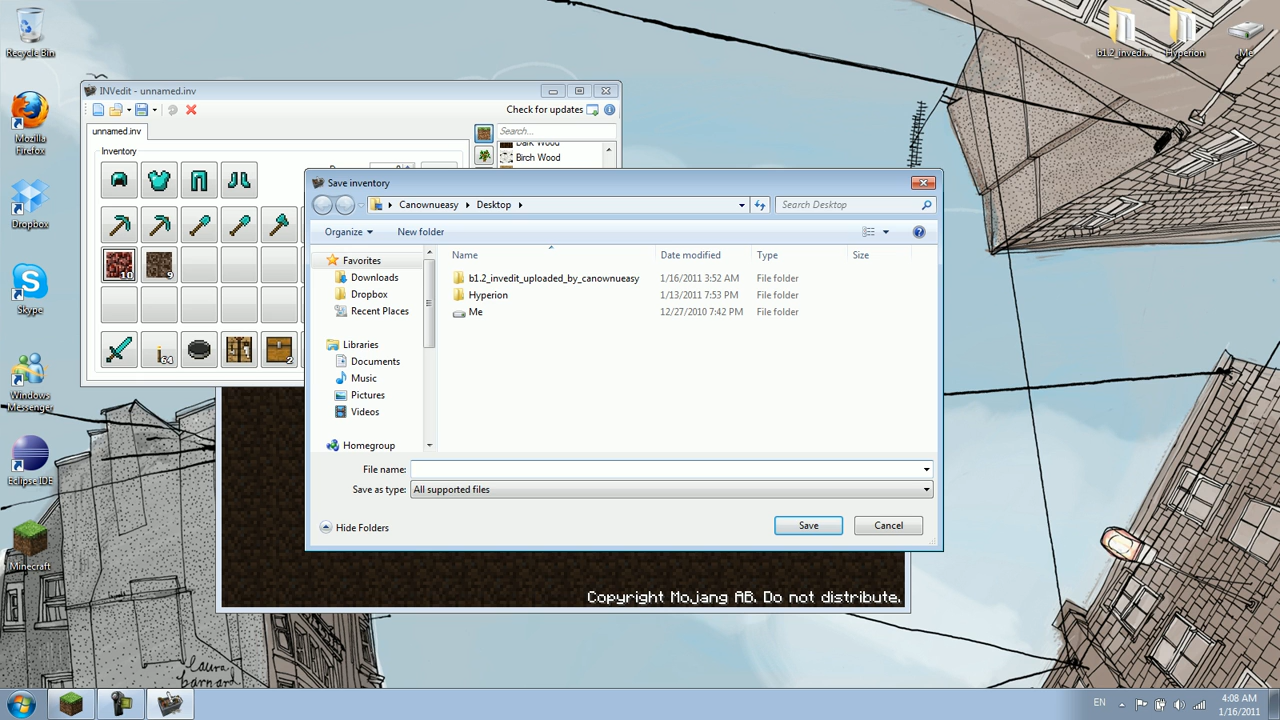 Recycle Bin
Mozilla
Firefox
Dropbox
Skype
Windows
Messenger
Eclipse IDE
Minecraft
b1.2_invedi...
Hyperion
Me
INVedit - unnamed.inv
Check for updates
unnamed.inv
Search...
Inventory
Dark Wood
Birch Wood
10
9
64
2
Save inventory
Canownueasy
Desktop
Search Desktop
Organize
New folder
Name
Date modified
Type
Size
Favorites
Downloads
Dropbox
Recent Places
Libraries
Documents
Music
Pictures
Videos
Homegroup
b1.2_invedit_uploaded_by_canownueasy 1/16/2011 3:52 AM File folder
Hyperion 1/13/2011 7:53 PM File folder
Me 12/27/2010 7:42 PM File folder
File name:
Save as type: All supported files
Hide Folders
Save
Cancel
Copyright Mojang AB. Do not distribute.
laura
barnard
EN
4:08 AM
1/16/2011